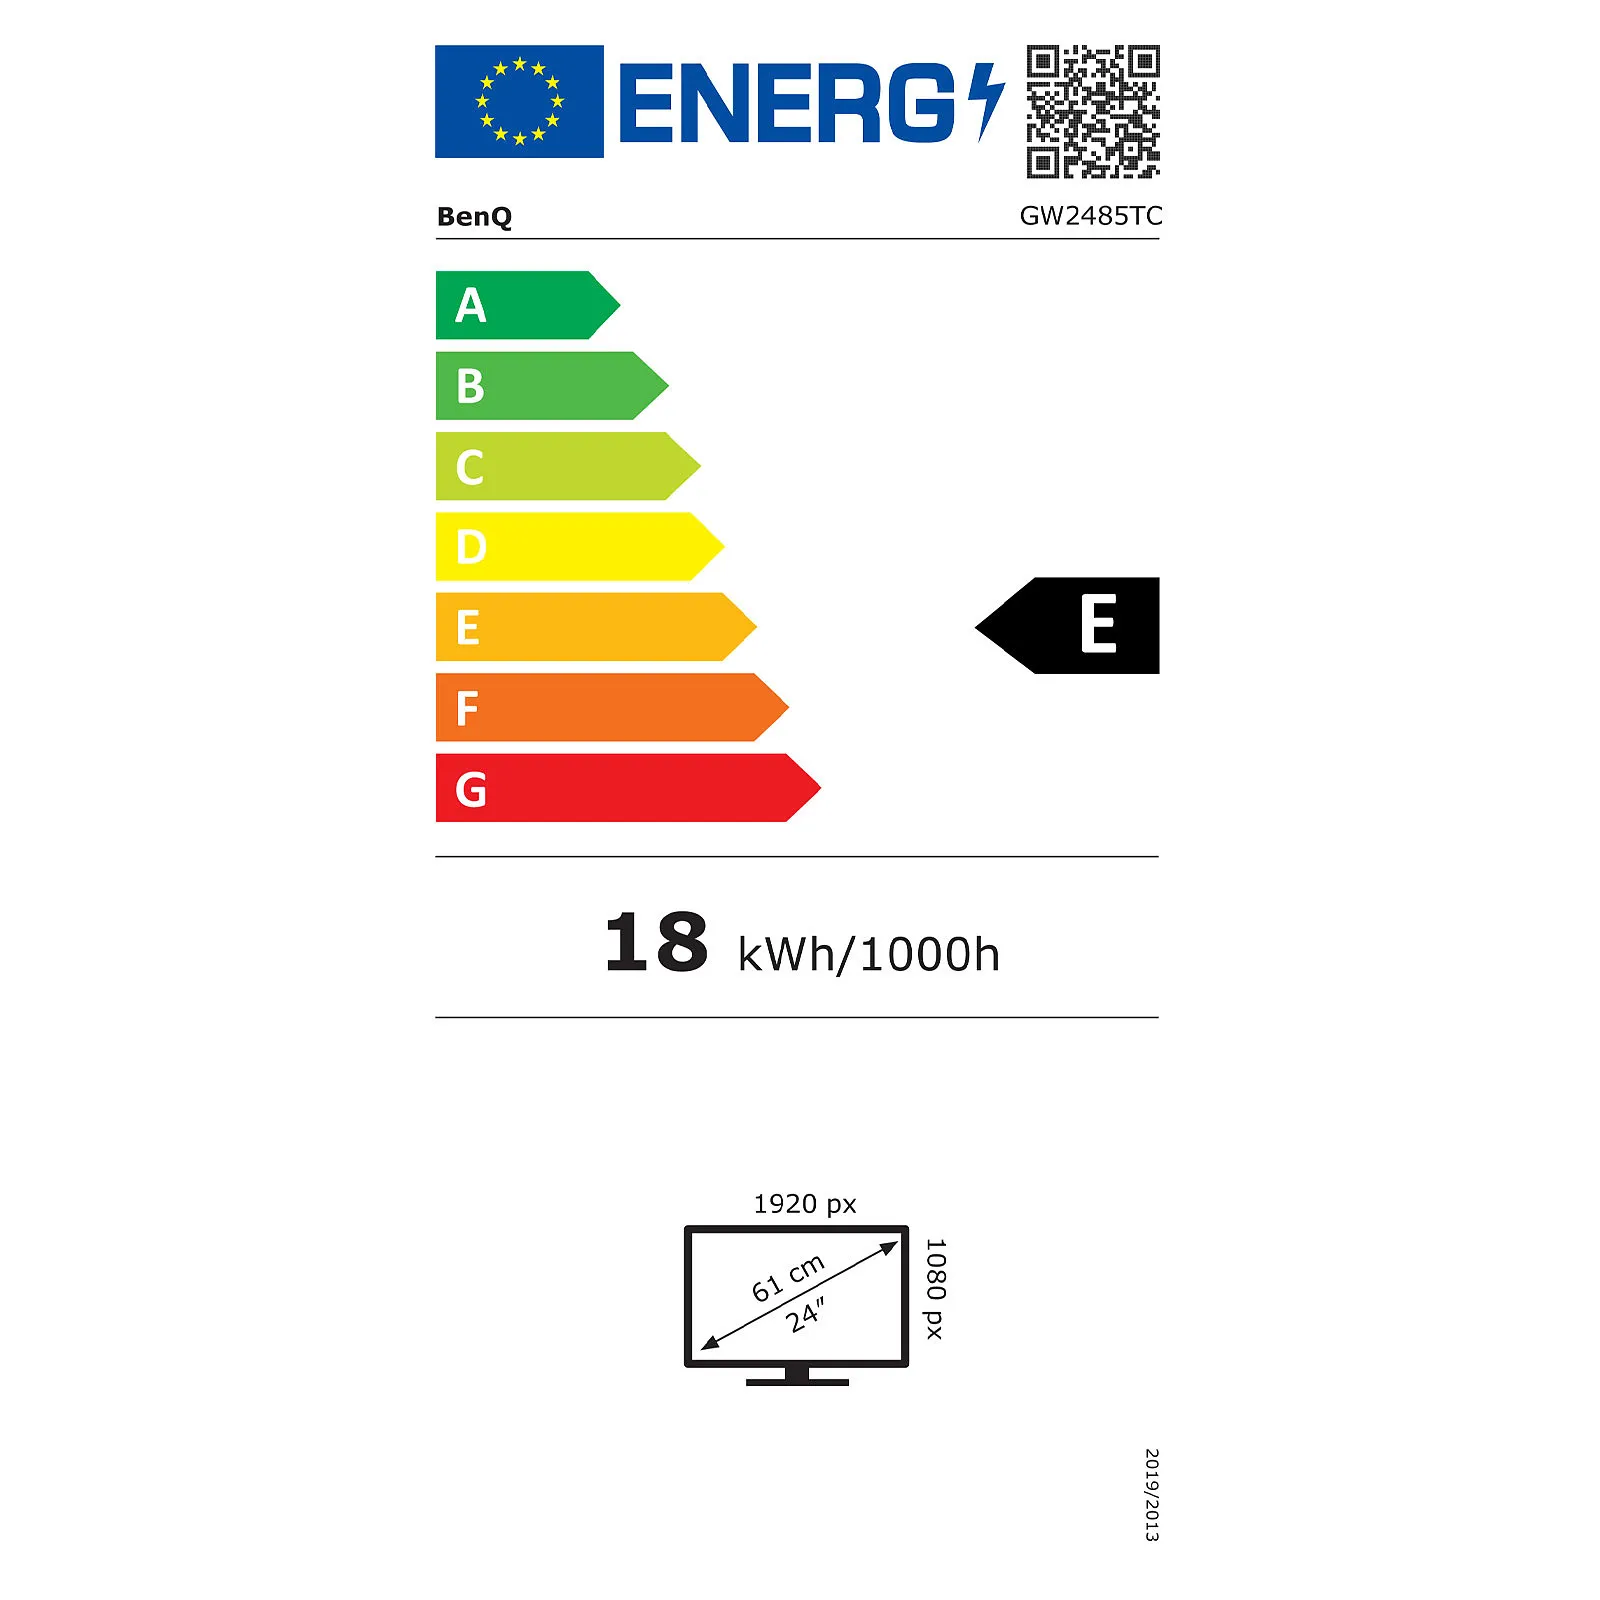 ENERG
BenQ
GW2485TC
A
B
C
D
E
E
F
G
18 kWh/1000h
1920 px
1080 px
61 cm
24"
2019/2013